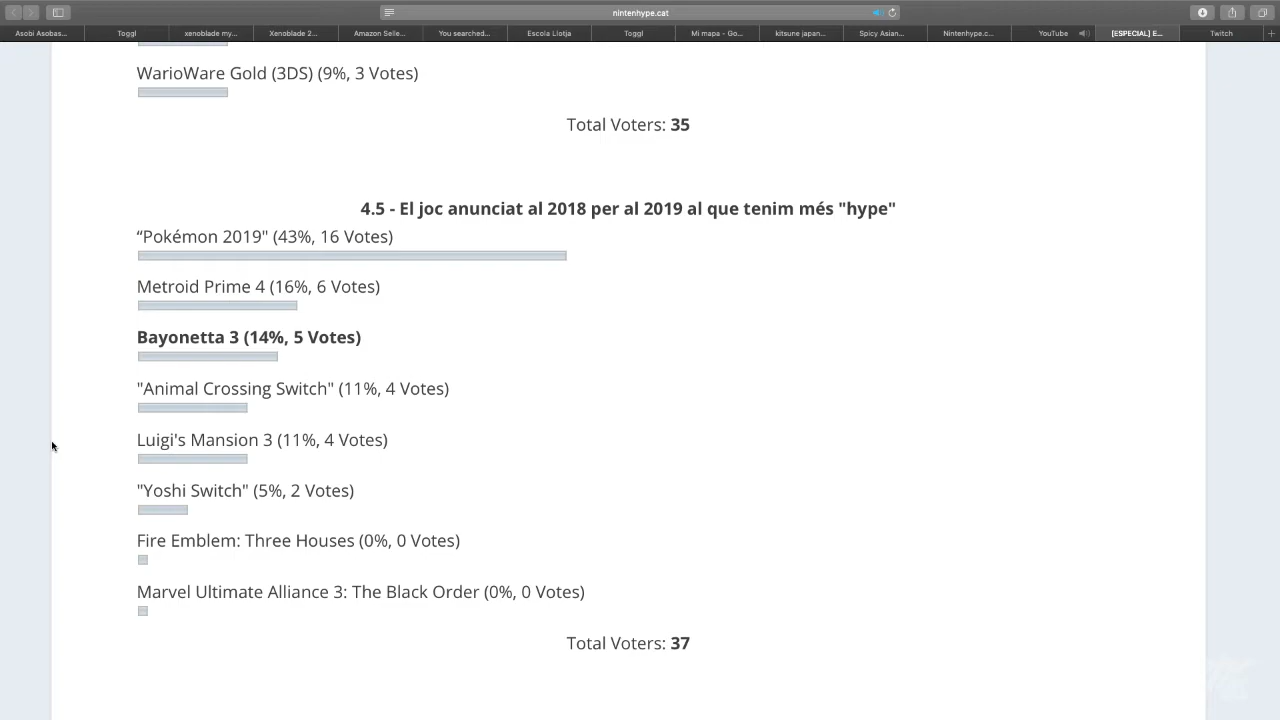 nintenhype.cat
Asobi Asobas...
Toggl
xenoblade my...
Xenoblade 2...
Amazon Selle...
You searched...
Escola Llotja
Toggl
Mi mapa - Go...
kitsune japan...
Spicy Asian...
Nintenhype.c...
YouTube
[ESPECIAL] E...
Twitch
WarioWare Gold (3DS) (9%, 3 Votes)
Total Voters: 35
4.5 - El joc anunciat al 2018 per al 2019 al que tenim més "hype"
“Pokémon 2019" (43%, 16 Votes)
Metroid Prime 4 (16%, 6 Votes)
Bayonetta 3 (14%, 5 Votes)
"Animal Crossing Switch" (11%, 4 Votes)
Luigi's Mansion 3 (11%, 4 Votes)
"Yoshi Switch" (5%, 2 Votes)
Fire Emblem: Three Houses (0%, 0 Votes)
Marvel Ultimate Alliance 3: The Black Order (0%, 0 Votes)
Total Voters: 37